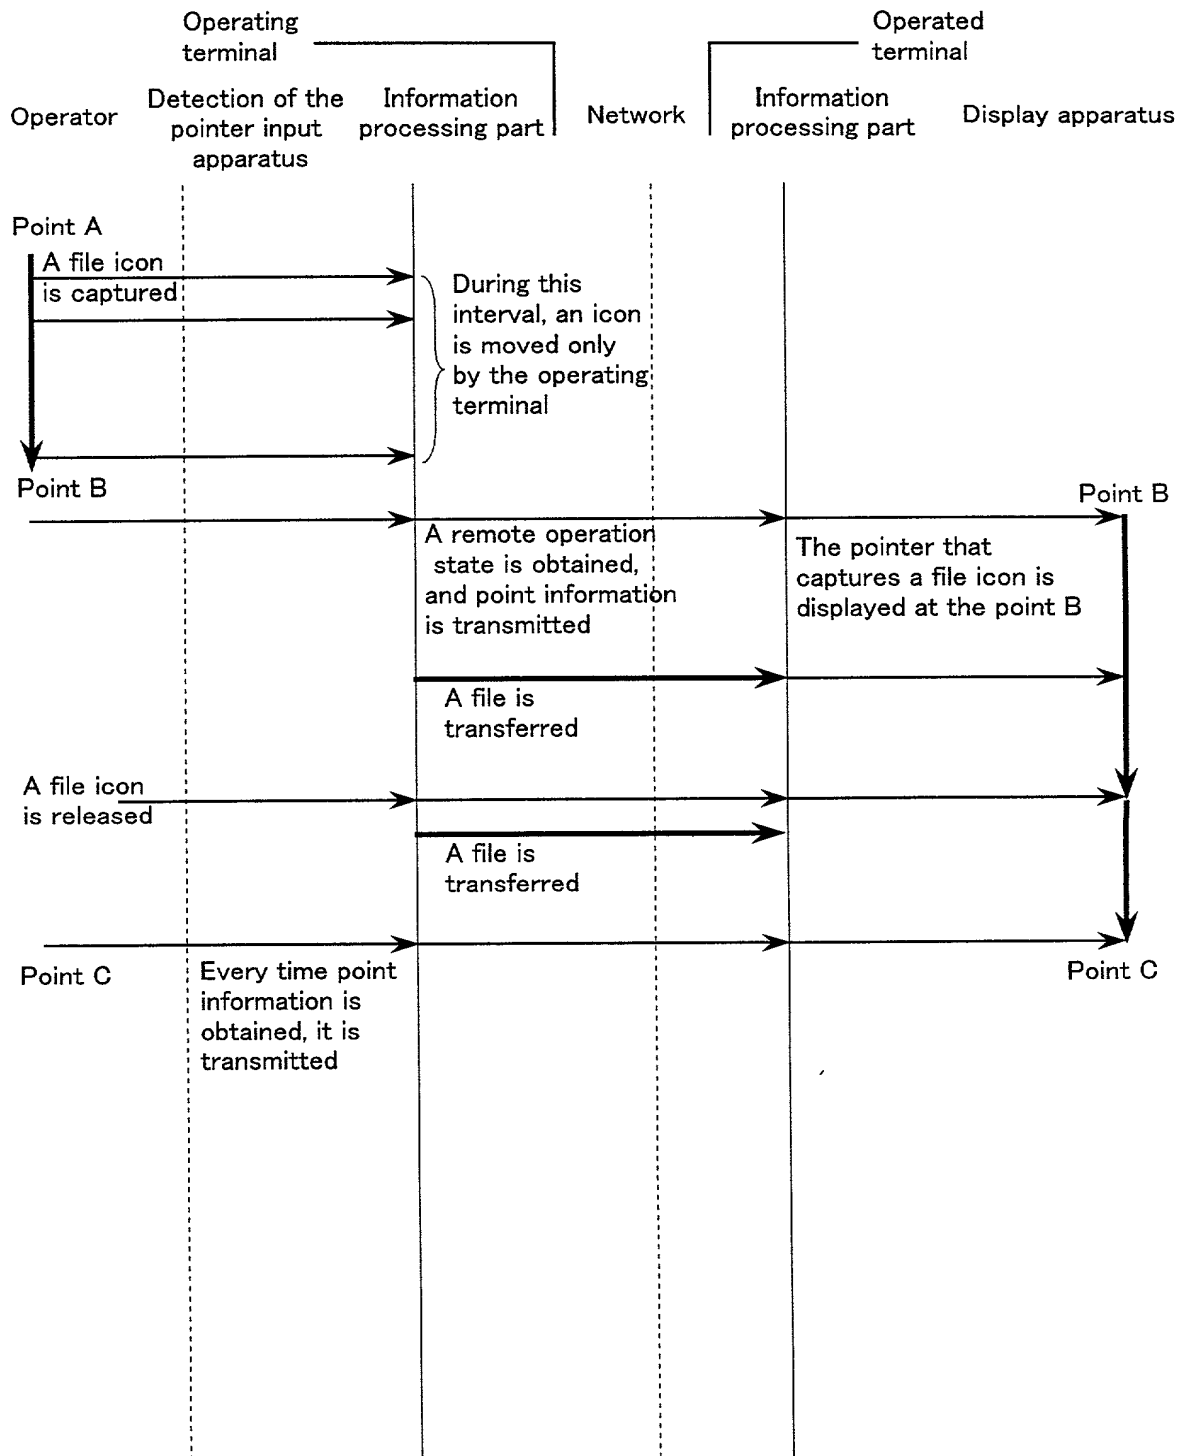 Operating
terminal
Operated
terminal
Operator
Detection of the
pointer input
apparatus
Information
processing part
Network
Information
processing part
Display apparatus
Point A
A file icon
is captured
During this
interval, an icon
is moved only
by the operating
terminal
Point B
Point B
A remote operation
state is obtained,
and point information
is transmitted
The pointer that
captures a file icon is
displayed at the point B
A file is
transferred
A file icon
is released
A file is
transferred
Point C
Every time point
information is
obtained, it is
transmitted
Point C